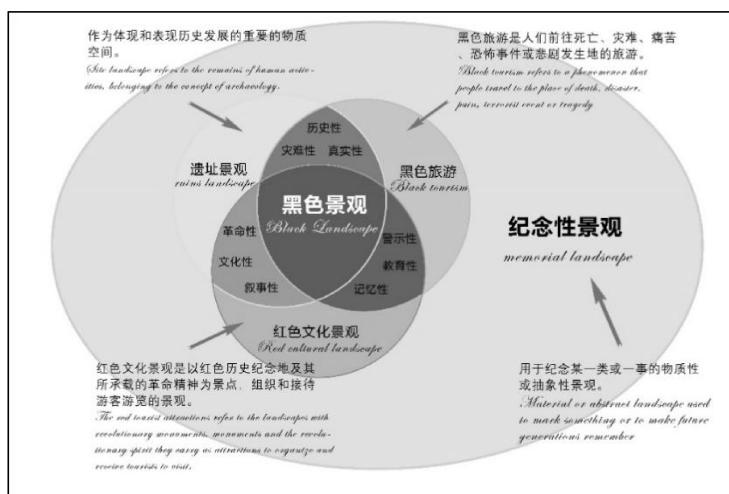 作为体现和表现历史发展的重要的物质
空间。
Site landscape refers to the remains of human activ-
ities, belonging to the concept of archaeology.
黑色旅游是人们前往死亡、灾难、痛苦
、恐怖事件或悲剧发生地的旅游。
Black tourism refers to a phenomenon that
people travel to the place of death, disaster,
pain, terrorist event or tragedy
历史性
灾难性 真实性
遗址景观
ruins landscape
黑色旅游
Black tourism
黑色景观
Black Landscape
纪念性景观
memorial landscape
革命性
文化性
叙事性
警示性
教育性
记忆性
红色文化景观
Red cultural landscape
红色文化景观是以红色历史纪念地及其
所承载的革命精神为景点，组织和接待
游客游览的景观。
The red tourist attractions refer to the landscapes with
revolutionary monuments, monuments and the revolu-
tionary spirit they carry as attractions to organize and
receive tourists to visit.
用于纪念某一类或一事的物质性
或抽象性景观。
Material or abstract landscape used
to mark something or to make future
generations remember